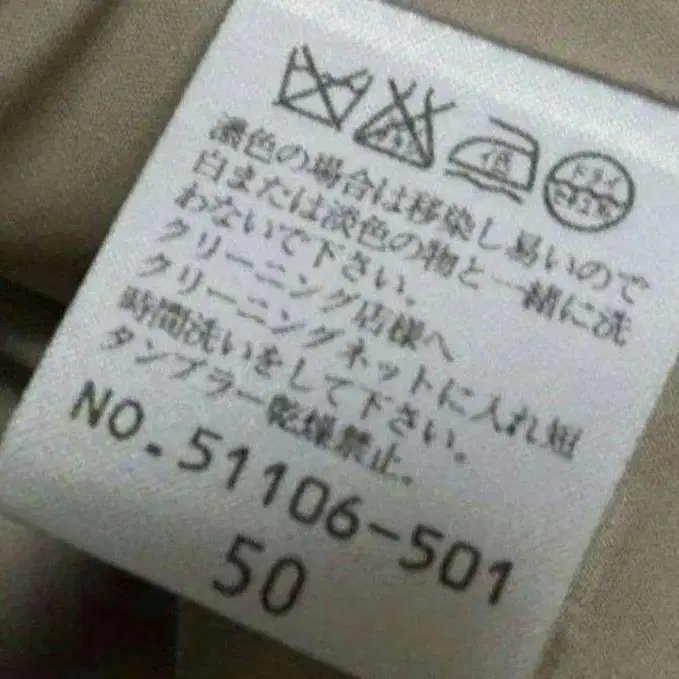 低 ドライ
濃色の場合は移染し易いので
白または淡色の物と一緒に洗
わないで下さい。
クリーニング店様へ
クリーニングネットに入れ短
時間洗いをして下さい。
タンブラー乾燥禁止。
NO.51106-501
50